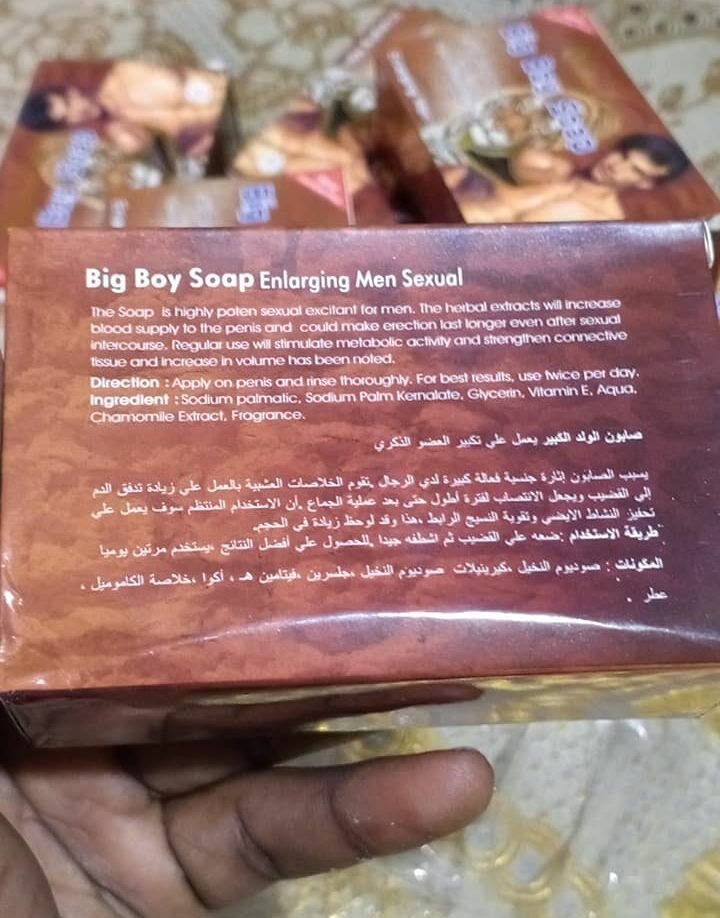 Big Boy Soap
Big
Big Boy Soap Enlarging Men Sexual
The Soap is highly paten sexual excitant for men. The herbal extracts will increase
blood supply to the penis and could make erection last longer even after sexual
intercourse. Regular use will stimulate metabolic activity and strengthen connective
tissue and increase in volume has been noted.
Direction : Apply on penis and rinse thoroughly. For best results, use twice per day.
Ingredient : Sodium palmatic, Sodium Palm Kernalate, Glycerin, Vitamin E, Aqua,
Chamomile Extract, Fragrance.
صابون الولد الكبير يعمل على تكبير العضو الذكري
يسبب الصابون إثارة جنسية فعالة كبيرة لدي الرجال .تقوم الخلاصات العشبية بالعمل على زيادة تدفق الدم
إلى القضيب ويجعل الانتصاب لفترة أطول حتى بعد عملية الجماع .أن الاستخدام المنتظم سوف يعمل على
تحفيز النشاط الايضي وتقوية النسيج الرابط ،هذا وقد لوحظ زيادة في الحجم.
طريقة الاستخدام :ضعه على القضيب ثم اشطفه جيدا .للحصول على أفضل النتائج ،يستخدم مرتين يوميا
المكونات : صوديوم النخيل ،كيرينيلات صوديوم النخيل ،جلسرين ،فيتامين هـ ، أكوا ،خلاصة الكاموميل ،
عطر .